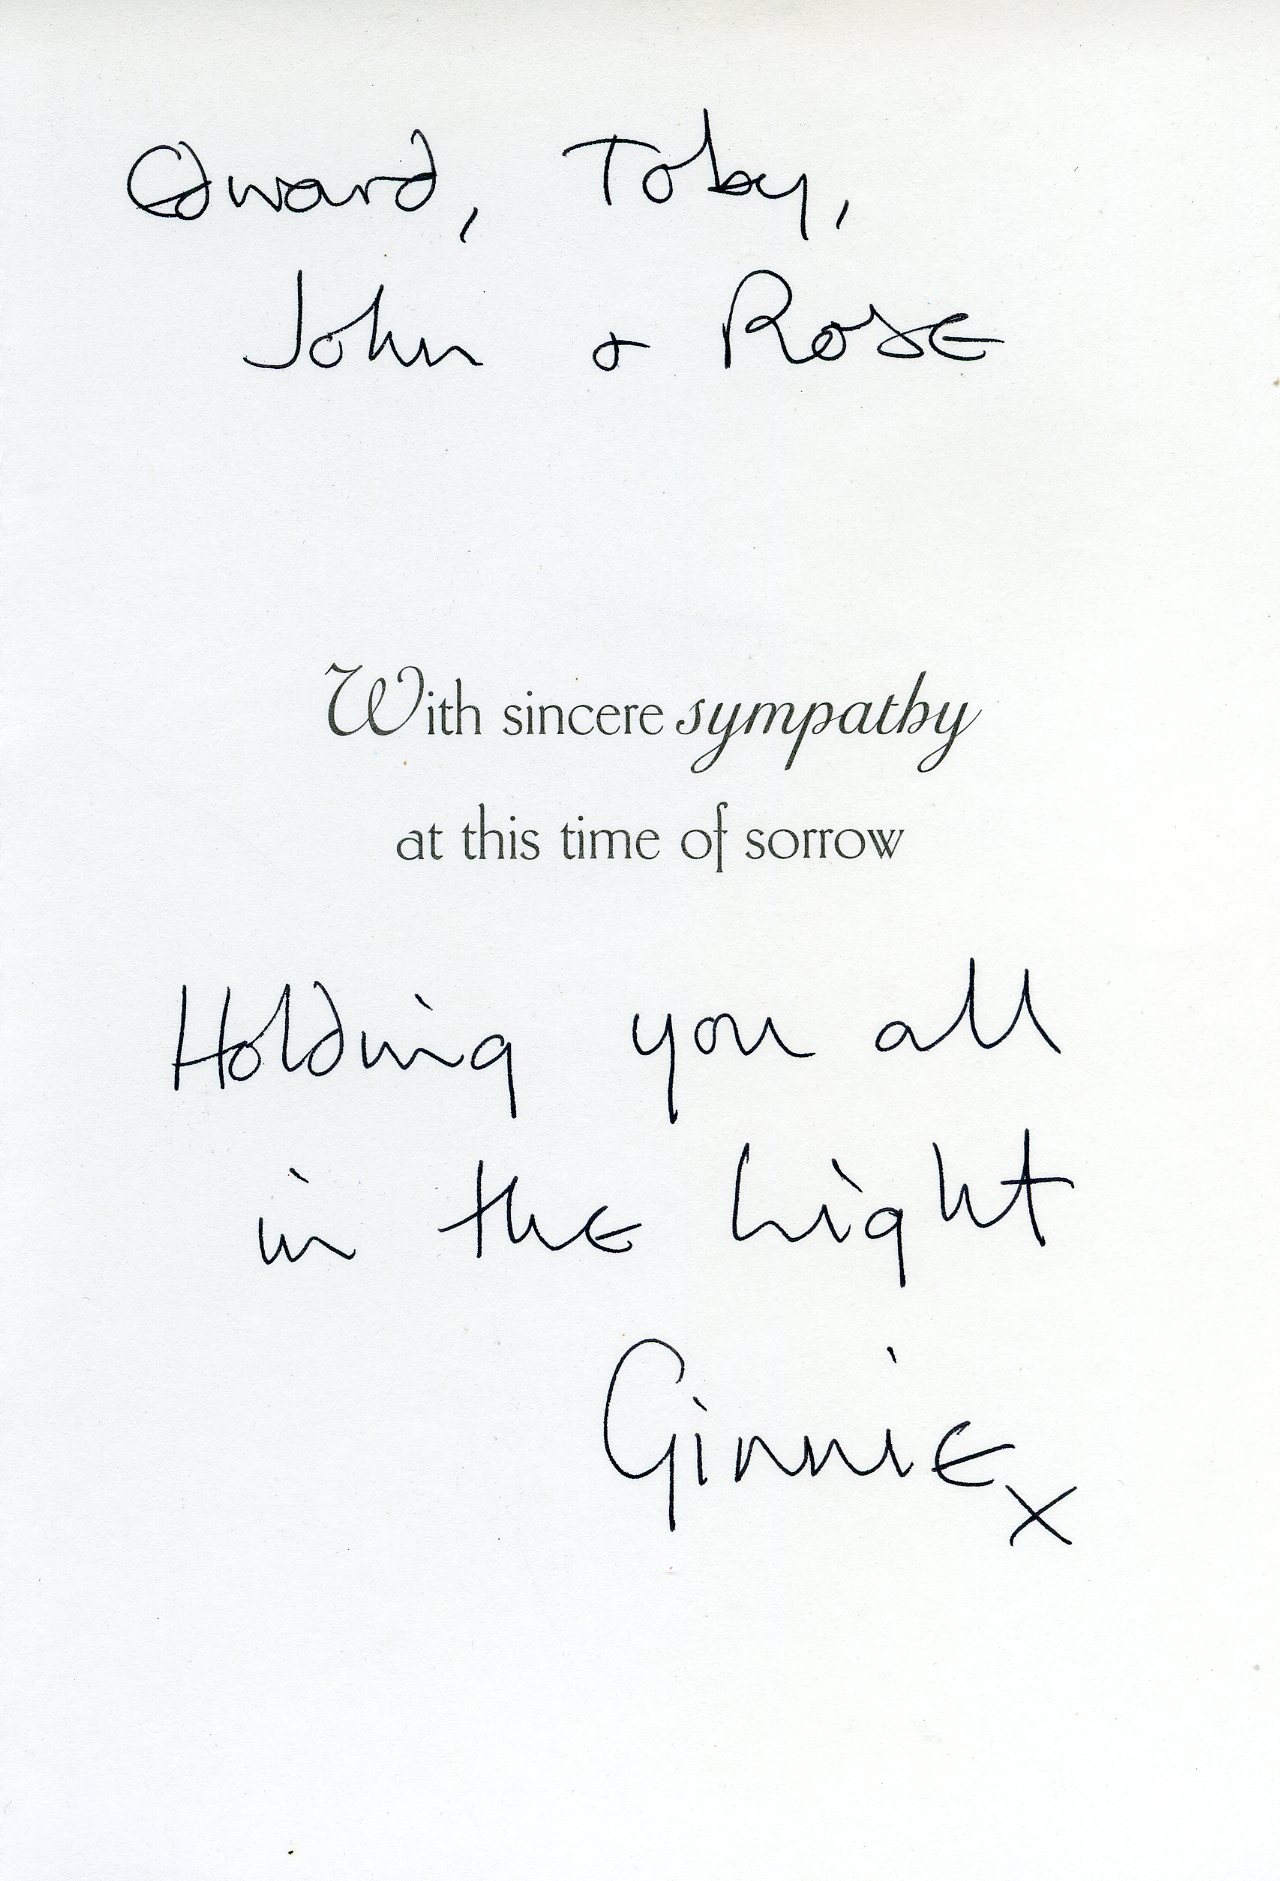 Edward, Toby,
John & Rose
With sincere sympathy
at this time of sorrow
Holding you all
in the Light
Ginnie x